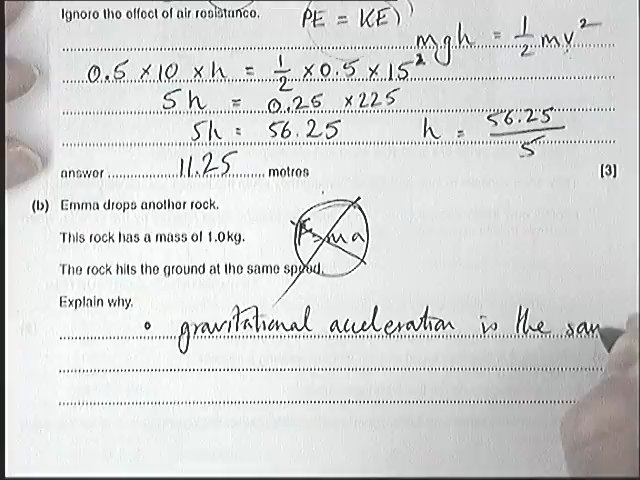 Ignore the effect of air resistance. PE = KE)
mgh = 1/2 mv²
0.5 × 10 × h = 1/2 × 0.5 × 15²
5h = 0.25 × 225
5h = 56.25 h = 56.25/5
answer 11.25 metres [3]
(b) Emma drops another rock.
This rock has a mass of 1.0kg.
F=ma
The rock hits the ground at the same speed.
Explain why.
• gravitational acceleration is the sam